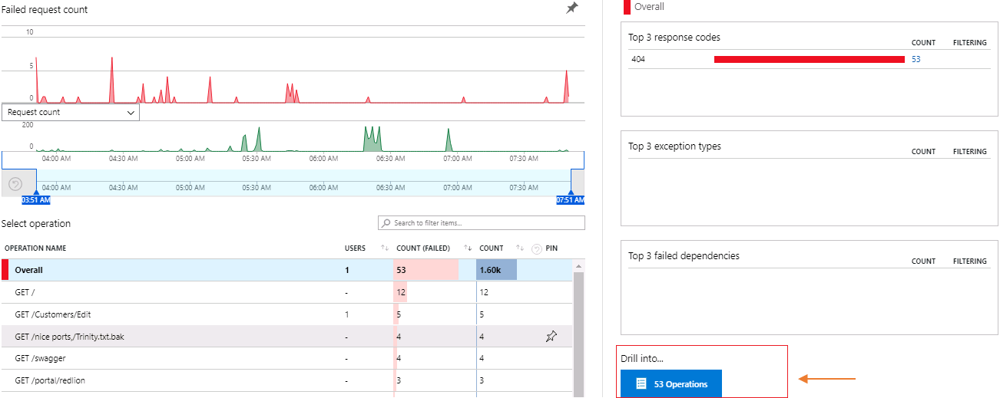 Failed request count
10
5
0
Request count
200
0
04:00 AM 04:30 AM 05:00 AM 05:30 AM 06:00 AM 06:30 AM 07:00 AM 07:30 AM
04:00 AM 04:30 AM 05:00 AM 05:30 AM 06:00 AM 06:30 AM 07:00 AM 07:30 AM
03:51 AM 07:51 AM
Select operation
Search to filter items...
OPERATION NAME USERS COUNT (FAILED) COUNT PIN
Overall 1 53 1.60k
GET / - 12 12
GET /Customers/Edit 1 5 5
GET /nice ports,/Trinity.txt.bak - 4 4
GET /swagger - 4 4
GET /portal/redlion - 3 3
Overall
Top 3 response codes
COUNT FILTERING
404 53
Top 3 exception types
COUNT FILTERING
Top 3 failed dependencies
COUNT FILTERING
Drill into...
53 Operations